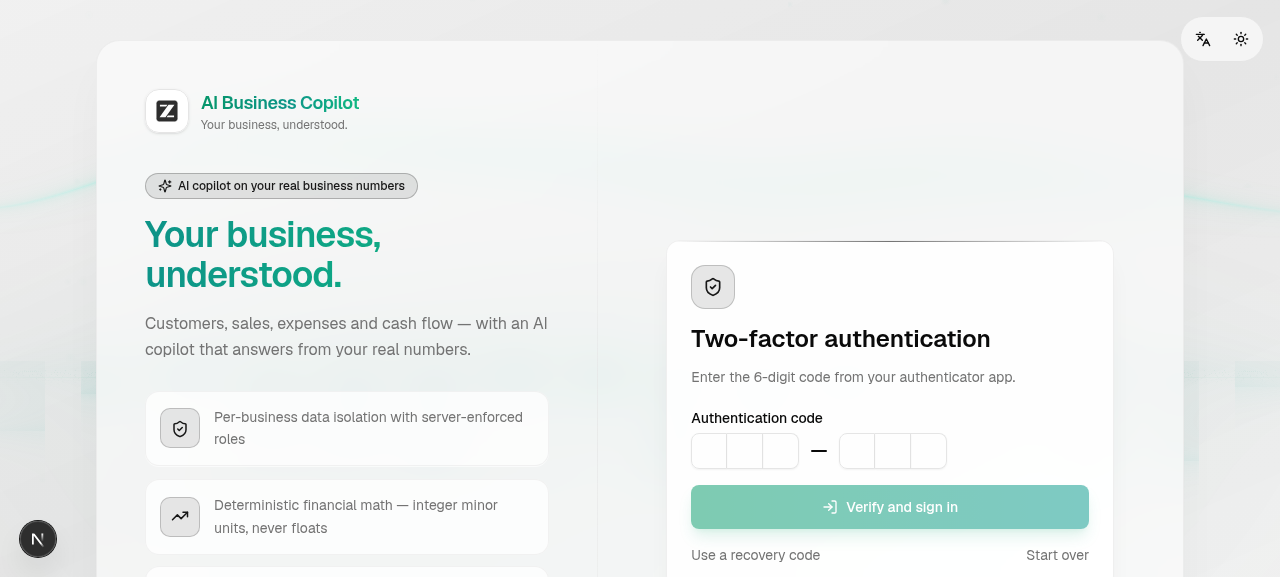 AI Business Copilot
Your business, understood.
AI copilot on your real business numbers
Your business,
understood.
Customers, sales, expenses and cash flow — with an AI
copilot that answers from your real numbers.
Per-business data isolation with server-enforced
roles
Deterministic financial math — integer minor
units, never floats
Two-factor authentication
Enter the 6-digit code from your authenticator app.
Authentication code
Verify and sign in
Use a recovery code
Start over